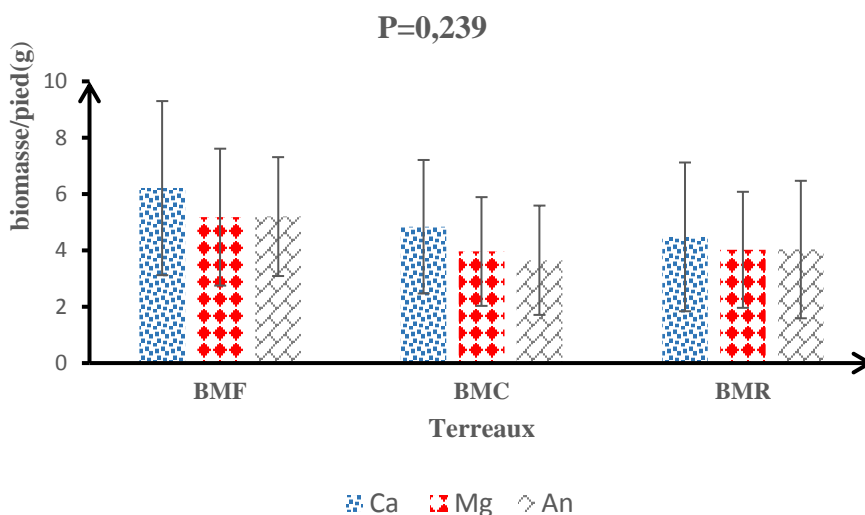 P=0,239
biomasse/pied(g)
10
8
6
4
2
0
BMF BMC BMR
Terreaux
Ca Mg An